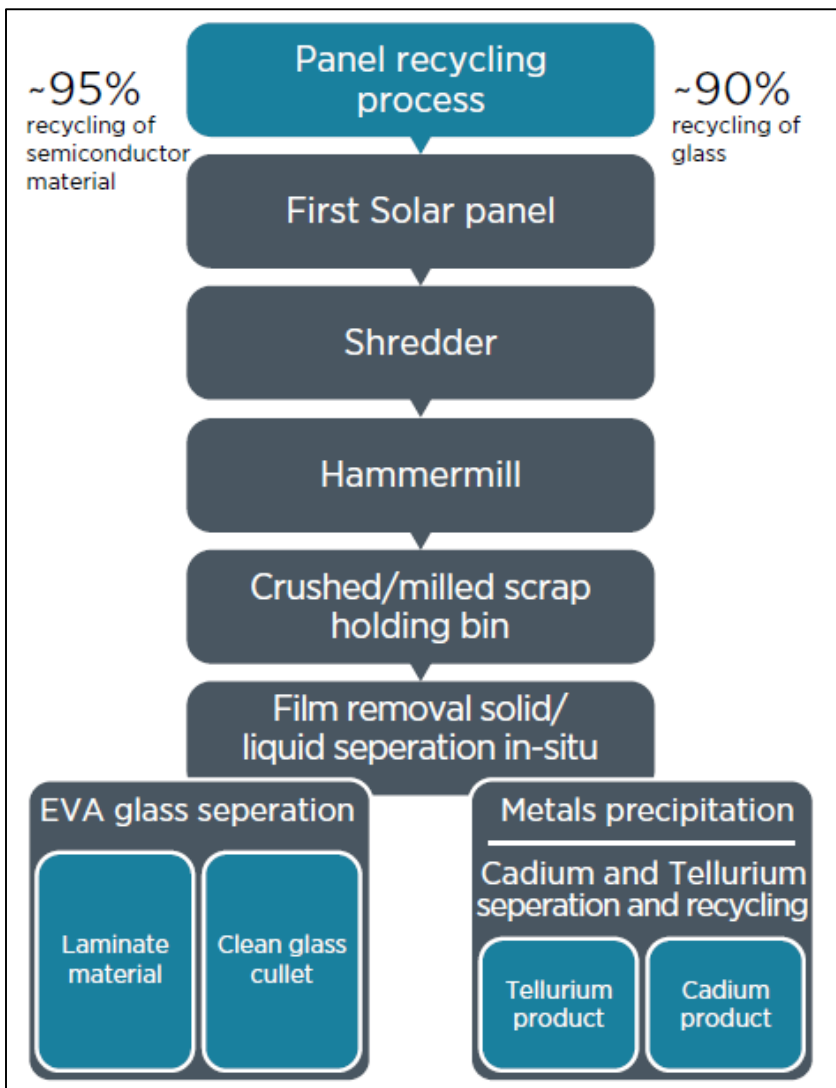 Panel recycling
process
~95%
recycling of
semiconductor
material
~90%
recycling of
glass
First Solar panel
Shredder
Hammermill
Crushed/milled scrap
holding bin
Film removal solid/
liquid seperation in-situ
EVA glass seperation
Laminate
material
Clean glass
cullet
Metals precipitation
Cadium and Tellurium
seperation and recycling
Tellurium
product
Cadium
product